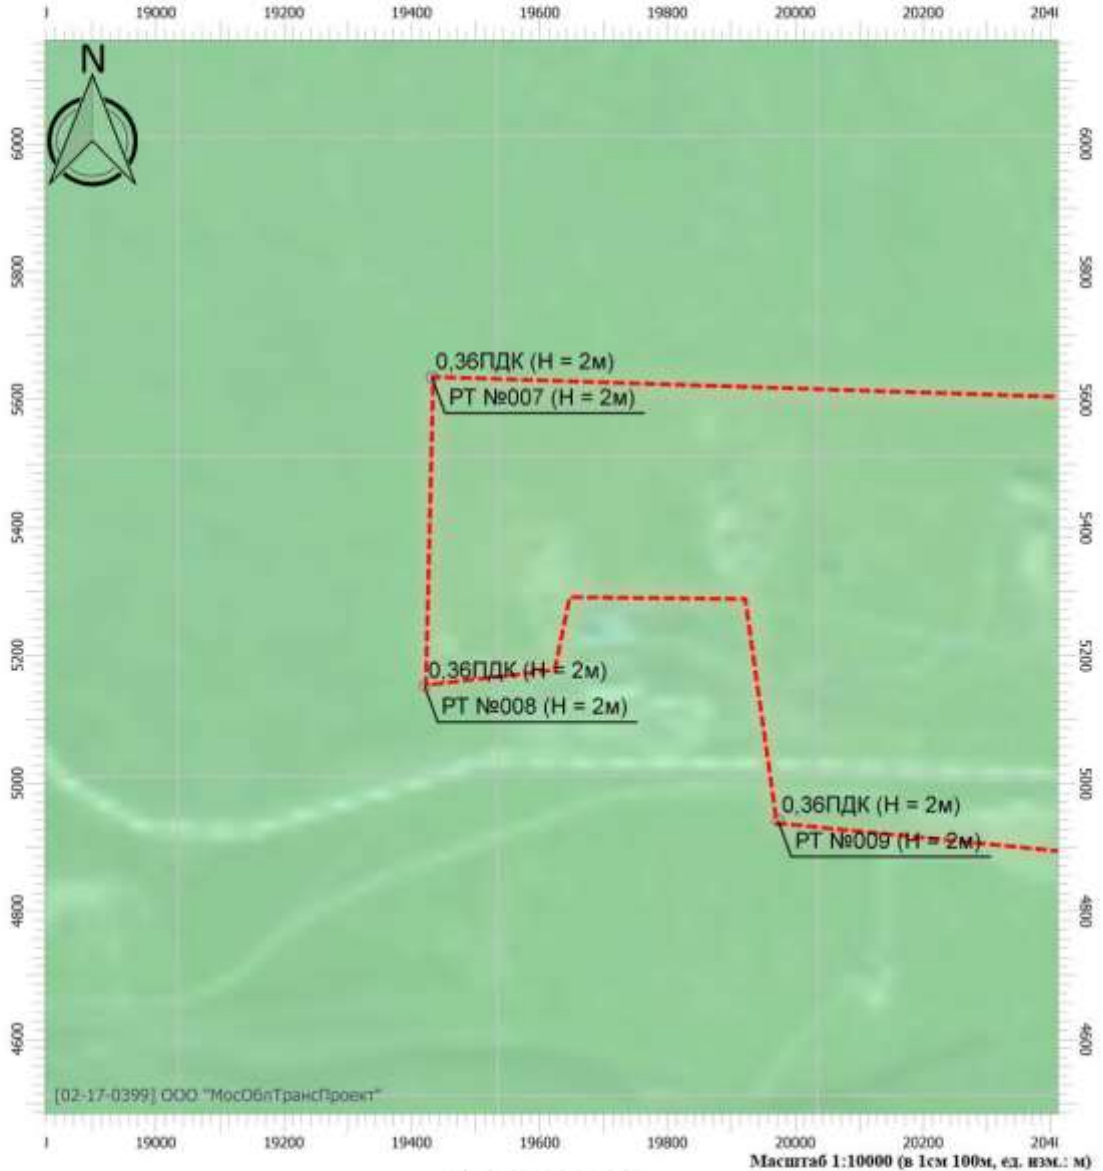 19000 19200 19400 19600 19800 20000 20200
N
6000 6000
5800 5800
0,36ПДК (Н = 2м)
5600 5600
РТ №007 (Н = 2м)
5400 5400
5200 5200
0,36ПДК (Н = 2м)
РТ №008 (Н = 2м)
5000 5000
0,36ПДК (Н = 2м)
РТ №009 (Н = 2м)
4800 4800
4600 4600
[02-17-0399] ООО "МосОблТрансПроект"
19000 19200 19400 19600 19800 20000 20200
Масштаб 1:10000 (в 1см 100м, ед. изм.: м)